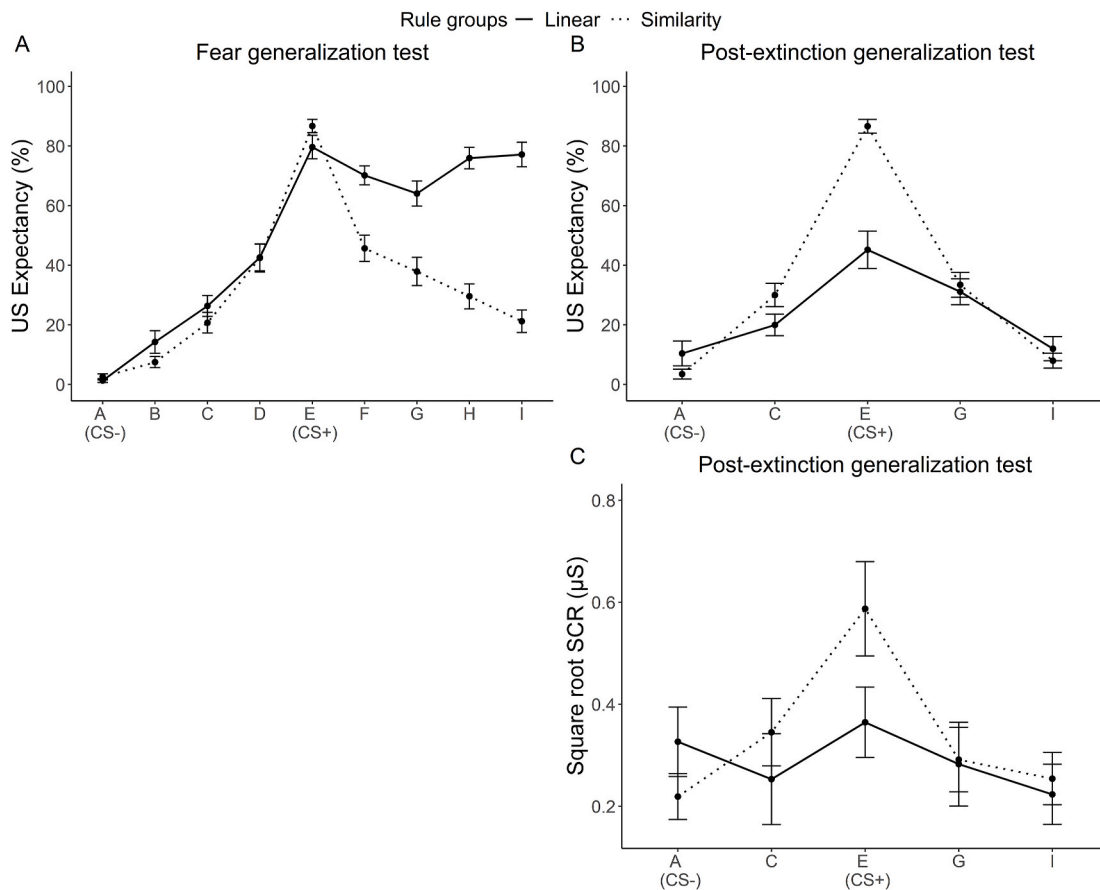 Rule groups Linear Similarity
A
Fear generalization test
US Expectancy (%)
100
80
60
40
20
0
A B C D E F G H I
(CS-) (CS+)
B
Post-extinction generalization test
US Expectancy (%)
100
80
60
40
20
0
A C E G I
(CS-) (CS+)
C
Post-extinction generalization test
Square root SCR (μS)
0.8
0.6
0.4
0.2
A C E G I
(CS-) (CS+)